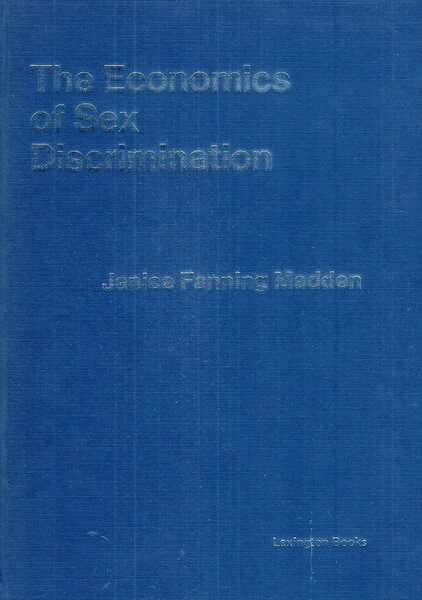 The Economics
of Sex
Discrimination
Janice Fanning Madden
Lexington Books